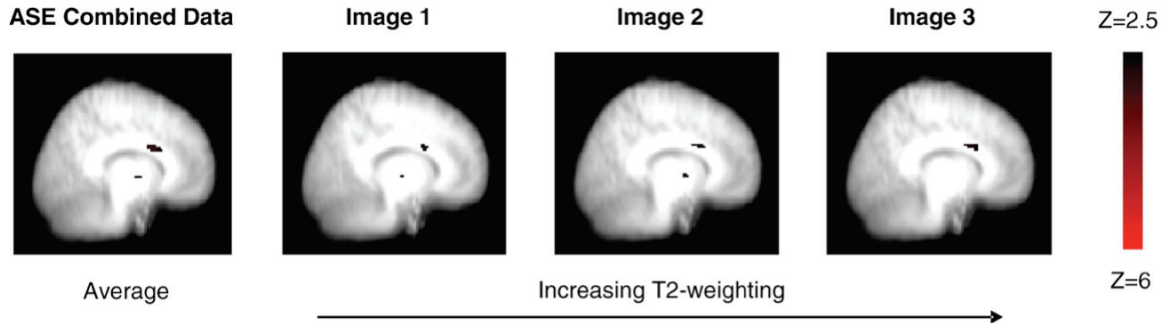 ASE Combined Data
Image 1
Image 2
Image 3
Z=2.5
Average
Increasing T2-weighting
Z=6